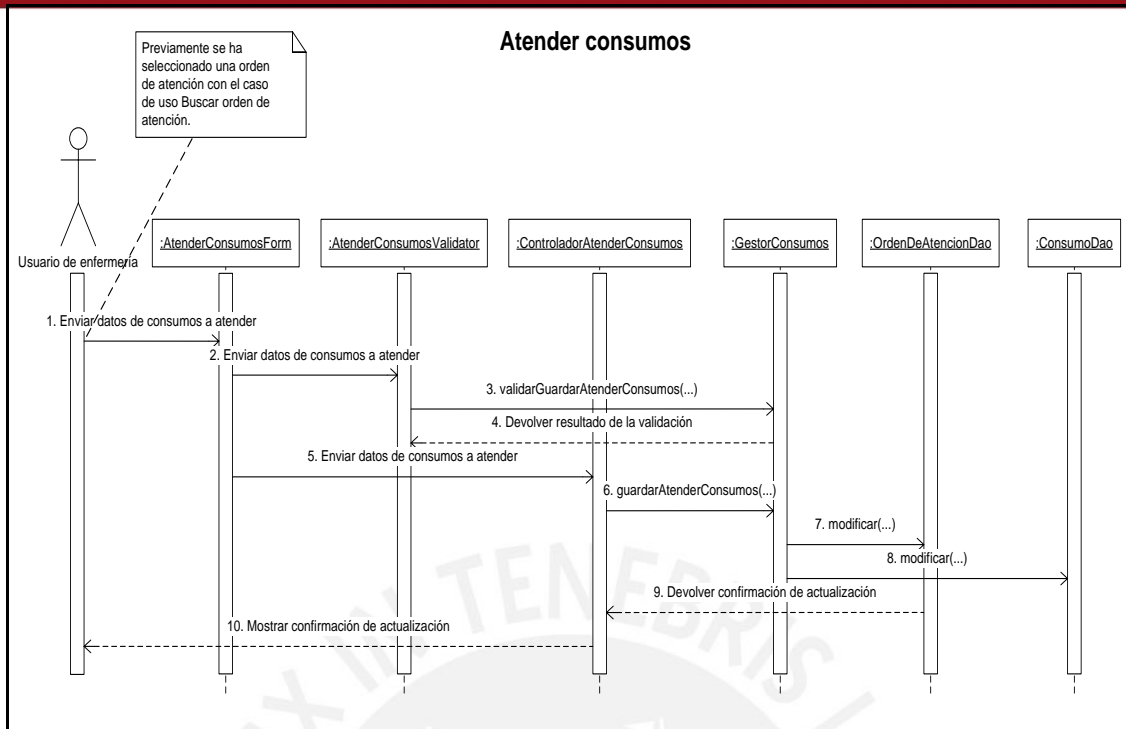 Atender consumos
Previamente se ha
seleccionado una orden
de atención con el caso
de uso Buscar orden de
atención.
Usuario de enfermería
:AtenderConsumosForm
:AtenderConsumosValidator
:ControladorAtenderConsumos
:GestorConsumos
:OrdenDeAtencionDao
:ConsumoDao
1. Enviar datos de consumos a atender
2. Enviar datos de consumos a atender
3. validarGuardarAtenderConsumos(...)
4. Devolver resultado de la validación
5. Enviar datos de consumos a atender
6. guardarAtenderConsumos(...)
7. modificar(...)
8. modificar(...)
9. Devolver confirmación de actualización
10. Mostrar confirmación de actualización
X IN TENEBRIS L